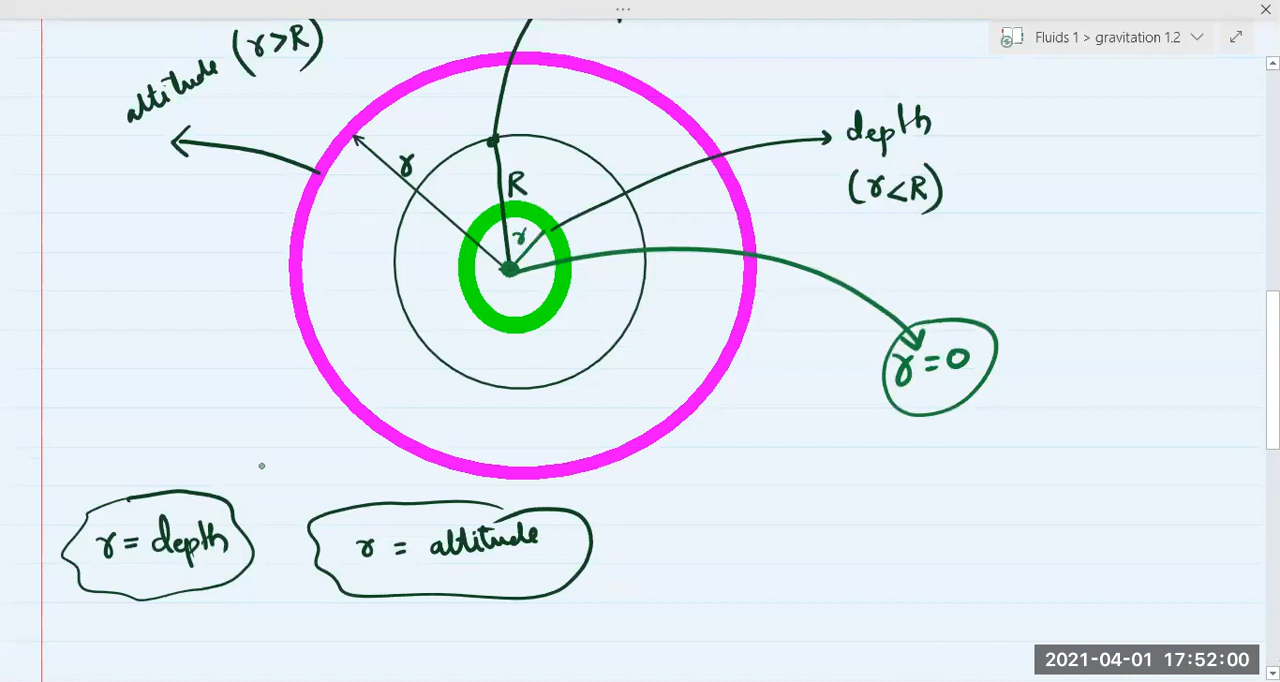 Fluids 1 > gravitation 1.2
altitude (r>R)
depth
(r<R)
r
R
r
r=0
r = depth
r = altitude
2021-04-01 17:52:00